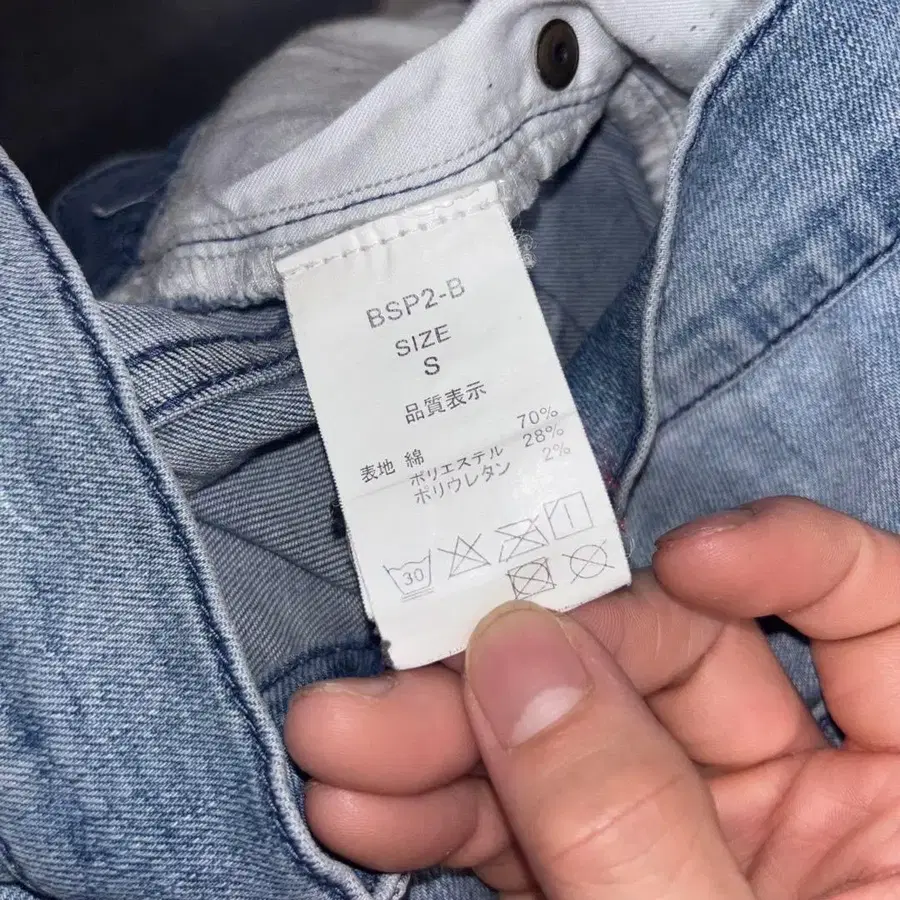 BSP2-B
SIZE
S
品質表示
表地 綿 70%
ポリエステル 28%
ポリウレタン 2%
30